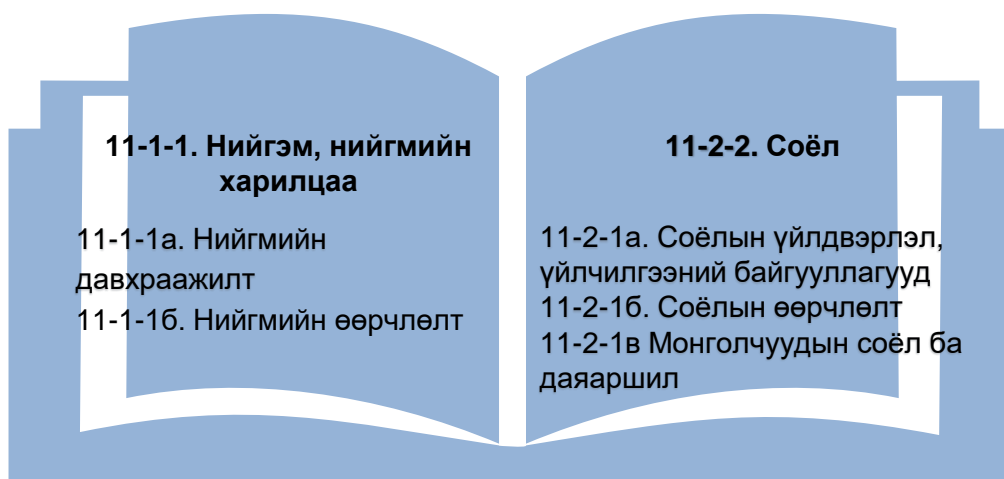 11-1-1. Нийгэм, нийгмийн
харилцаа
11-1-1а. Нийгмийн
давхраажилт
11-1-1б. Нийгмийн өөрчлөлт
11-2-2. Соёл
11-2-1а. Соёлын үйлдвэрлэл,
үйлчилгээний байгууллагууд
11-2-1б. Соёлын өөрчлөлт
11-2-1в Монголчуудын соёл ба
даяаршил